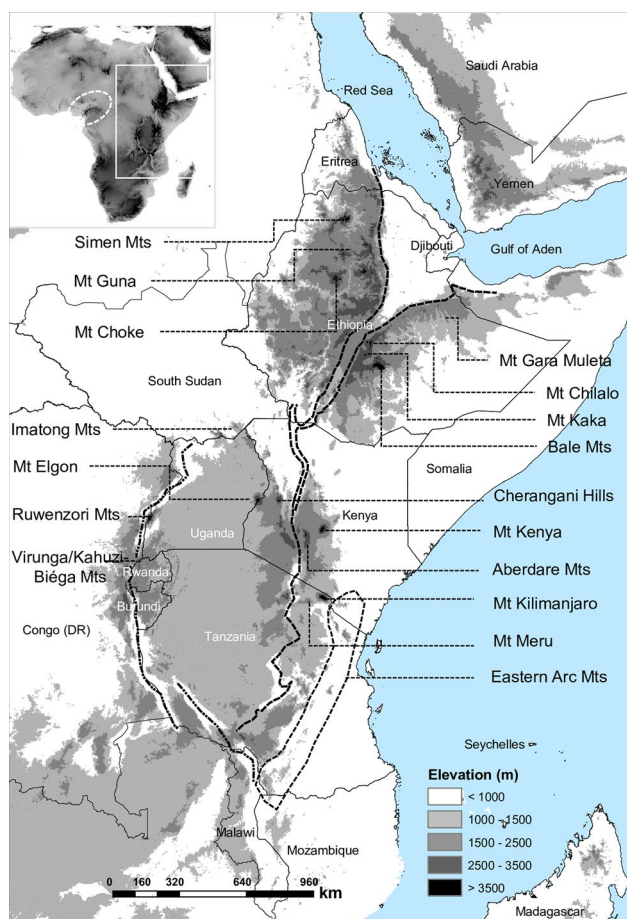 Saudi Arabia
Red Sea
Eritrea
Yemen
Simen Mts
Djibouti
Gulf of Aden
Mt Guna
Mt Choke
Ethiopia
Mt Gara Muleta
South Sudan
Mt Chilalo
Mt Kaka
Imatong Mts
Bale Mts
Mt Elgon
Somalia
Cherangani Hills
Ruwenzori Mts
Kenya
Uganda
Mt Kenya
Virunga/Kahuzi-
Biéga Mts
Rwanda
Aberdare Mts
Burundi
Mt Kilimanjaro
Congo (DR)
Tanzania
Mt Meru
Eastern Arc Mts
Seychelles
Elevation (m)
< 1000
1000 - 1500
1500 - 2500
2500 - 3500
> 3500
Malawi
Mozambique
0 160 320 640 960
km
Madagascar